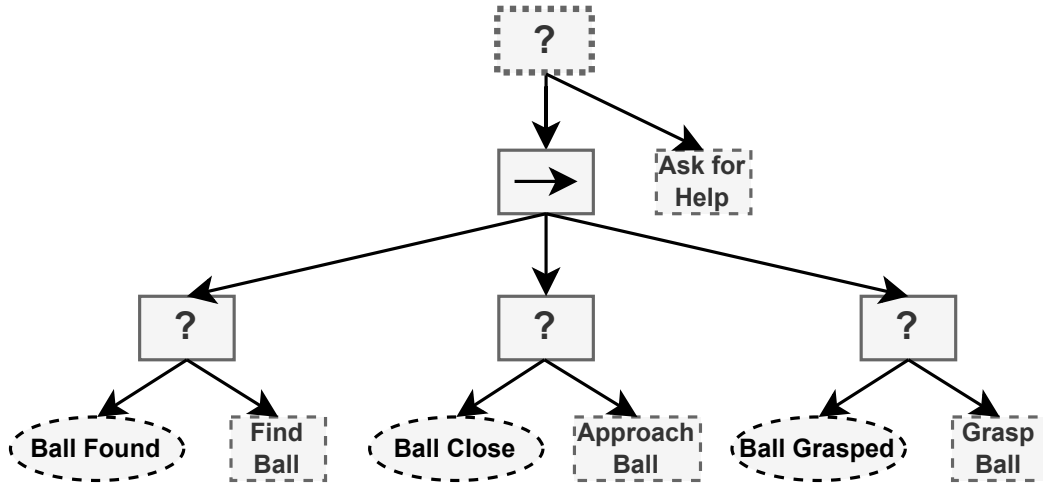 ?
Ask for
Help
?
?
?
Ball Found
Find
Ball
Ball Close
Approach
Ball
Ball Grasped
Grasp
Ball